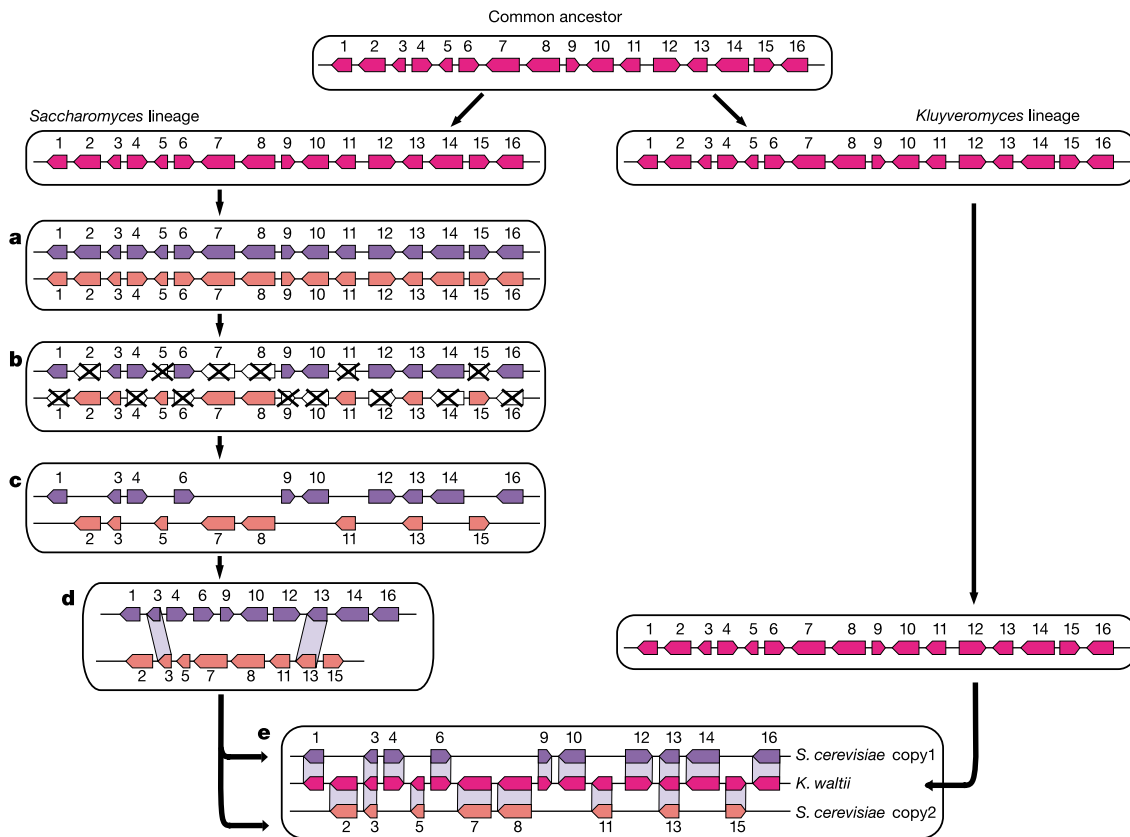 Common ancestor
1 2 3 4 5 6 7 8 9 10 11 12 13 14 15 16
Saccharomyces lineage
Kluyveromyces lineage
1 2 3 4 5 6 7 8 9 10 11 12 13 14 15 16
1 2 3 4 5 6 7 8 9 10 11 12 13 14 15 16
a
1 2 3 4 5 6 7 8 9 10 11 12 13 14 15 16
1 2 3 4 5 6 7 8 9 10 11 12 13 14 15 16
b
1 2 3 4 5 6 7 8 9 10 11 12 13 14 15 16
1 2 3 4 5 6 7 8 9 10 11 12 13 14 15 16
c
1 3 4 6 9 10 12 13 14 16
2 3 5 7 8 11 13 15
d
1 3 4 6 9 10 12 13 14 16
2 3 5 7 8 11 13 15
1 2 3 4 5 6 7 8 9 10 11 12 13 14 15 16
e
1 3 4 6 9 10 12 13 14 16
S. cerevisiae copy1
K. waltii
S. cerevisiae copy2
2 3 5 7 8 11 13 15